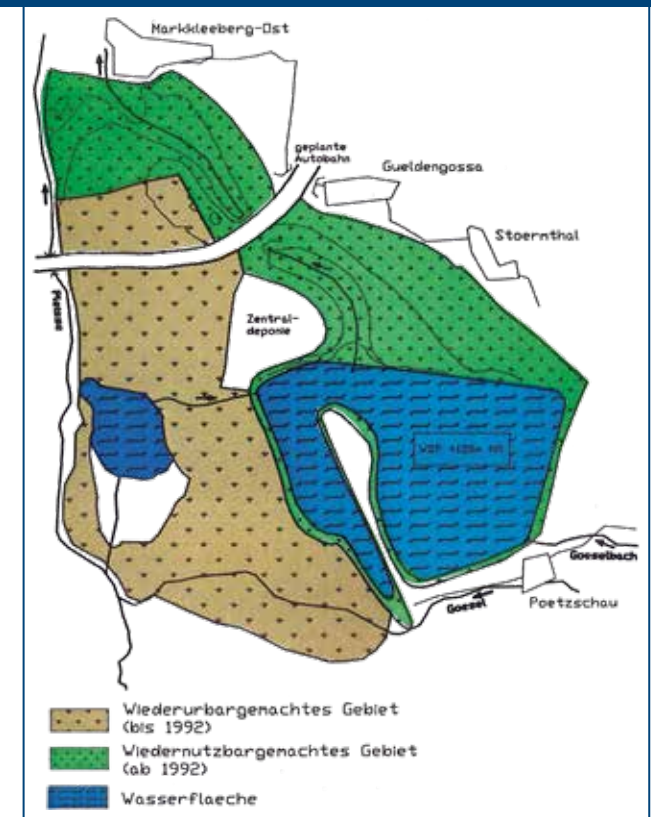 Markkleeberg-Ost
geplante
Autobahn
Gueldengossa
Stoernthal
Pleisse
Zentral-
deponie
Goeselbach
Goesel
Poetzschau
Wiederurbargemachtes Gebiet
(bis 1992)
Wiedernutzbargemachtes Gebiet
(ab 1992)
Wasserflaeche